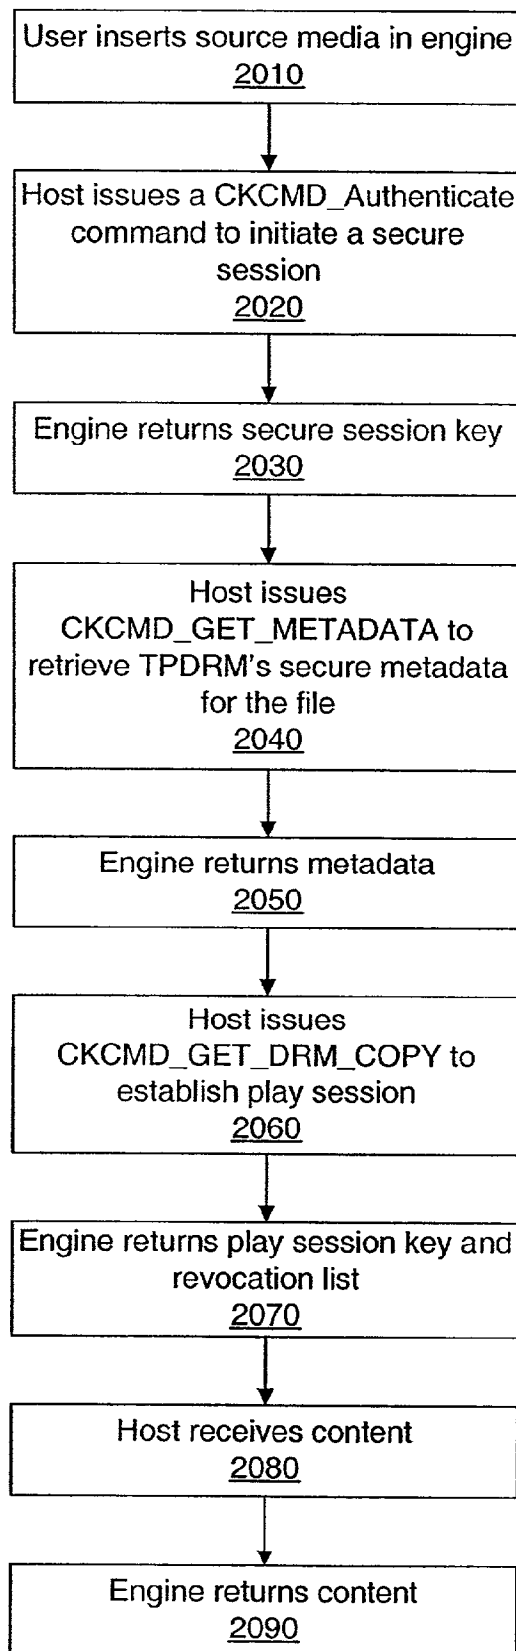 User inserts source media in engine
2010
Host issues a CKCMD_Authenticate
command to initiate a secure
session
2020
Engine returns secure session key
2030
Host issues
CKCMD_GET_METADATA to
retrieve TPDRM's secure metadata
for the file
2040
Engine returns metadata
2050
Host issues
CKCMD_GET_DRM_COPY to
establish play session
2060
Engine returns play session key and
revocation list
2070
Host receives content
2080
Engine returns content
2090